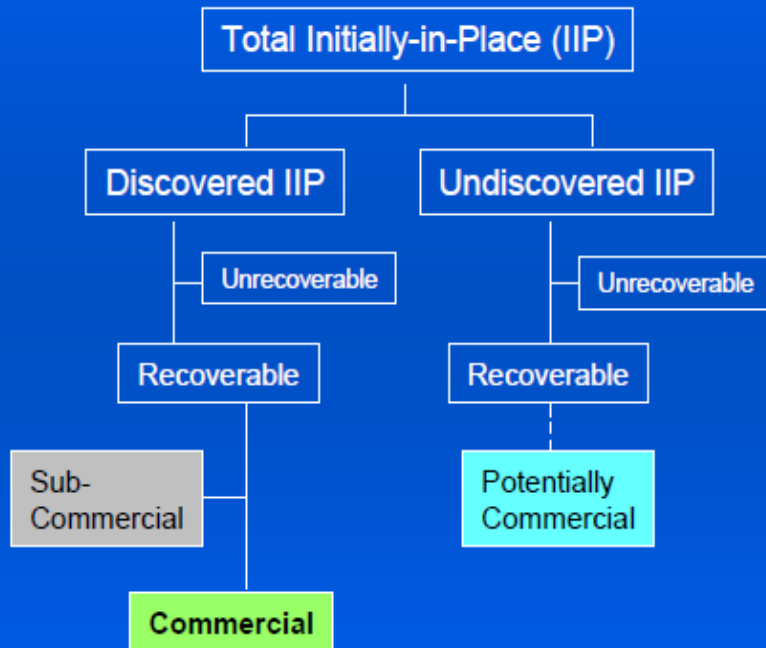 Total Initially-in-Place (IIP)
Discovered IIP
Undiscovered IIP
Unrecoverable
Unrecoverable
Recoverable
Recoverable
Sub-
Commercial
Potentially
Commercial
Commercial